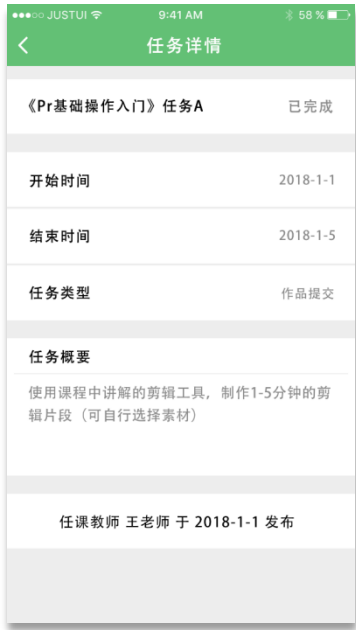 JUSTUI 9:41 AM 58 %
任务详情
《Pr基础操作入门》任务A 已完成
开始时间 2018-1-1
结束时间 2018-1-5
任务类型 作品提交
任务概要
使用课程中讲解的剪辑工具，制作1-5分钟的剪
辑片段（可自行选择素材）
任课教师 王老师 于 2018-1-1 发布